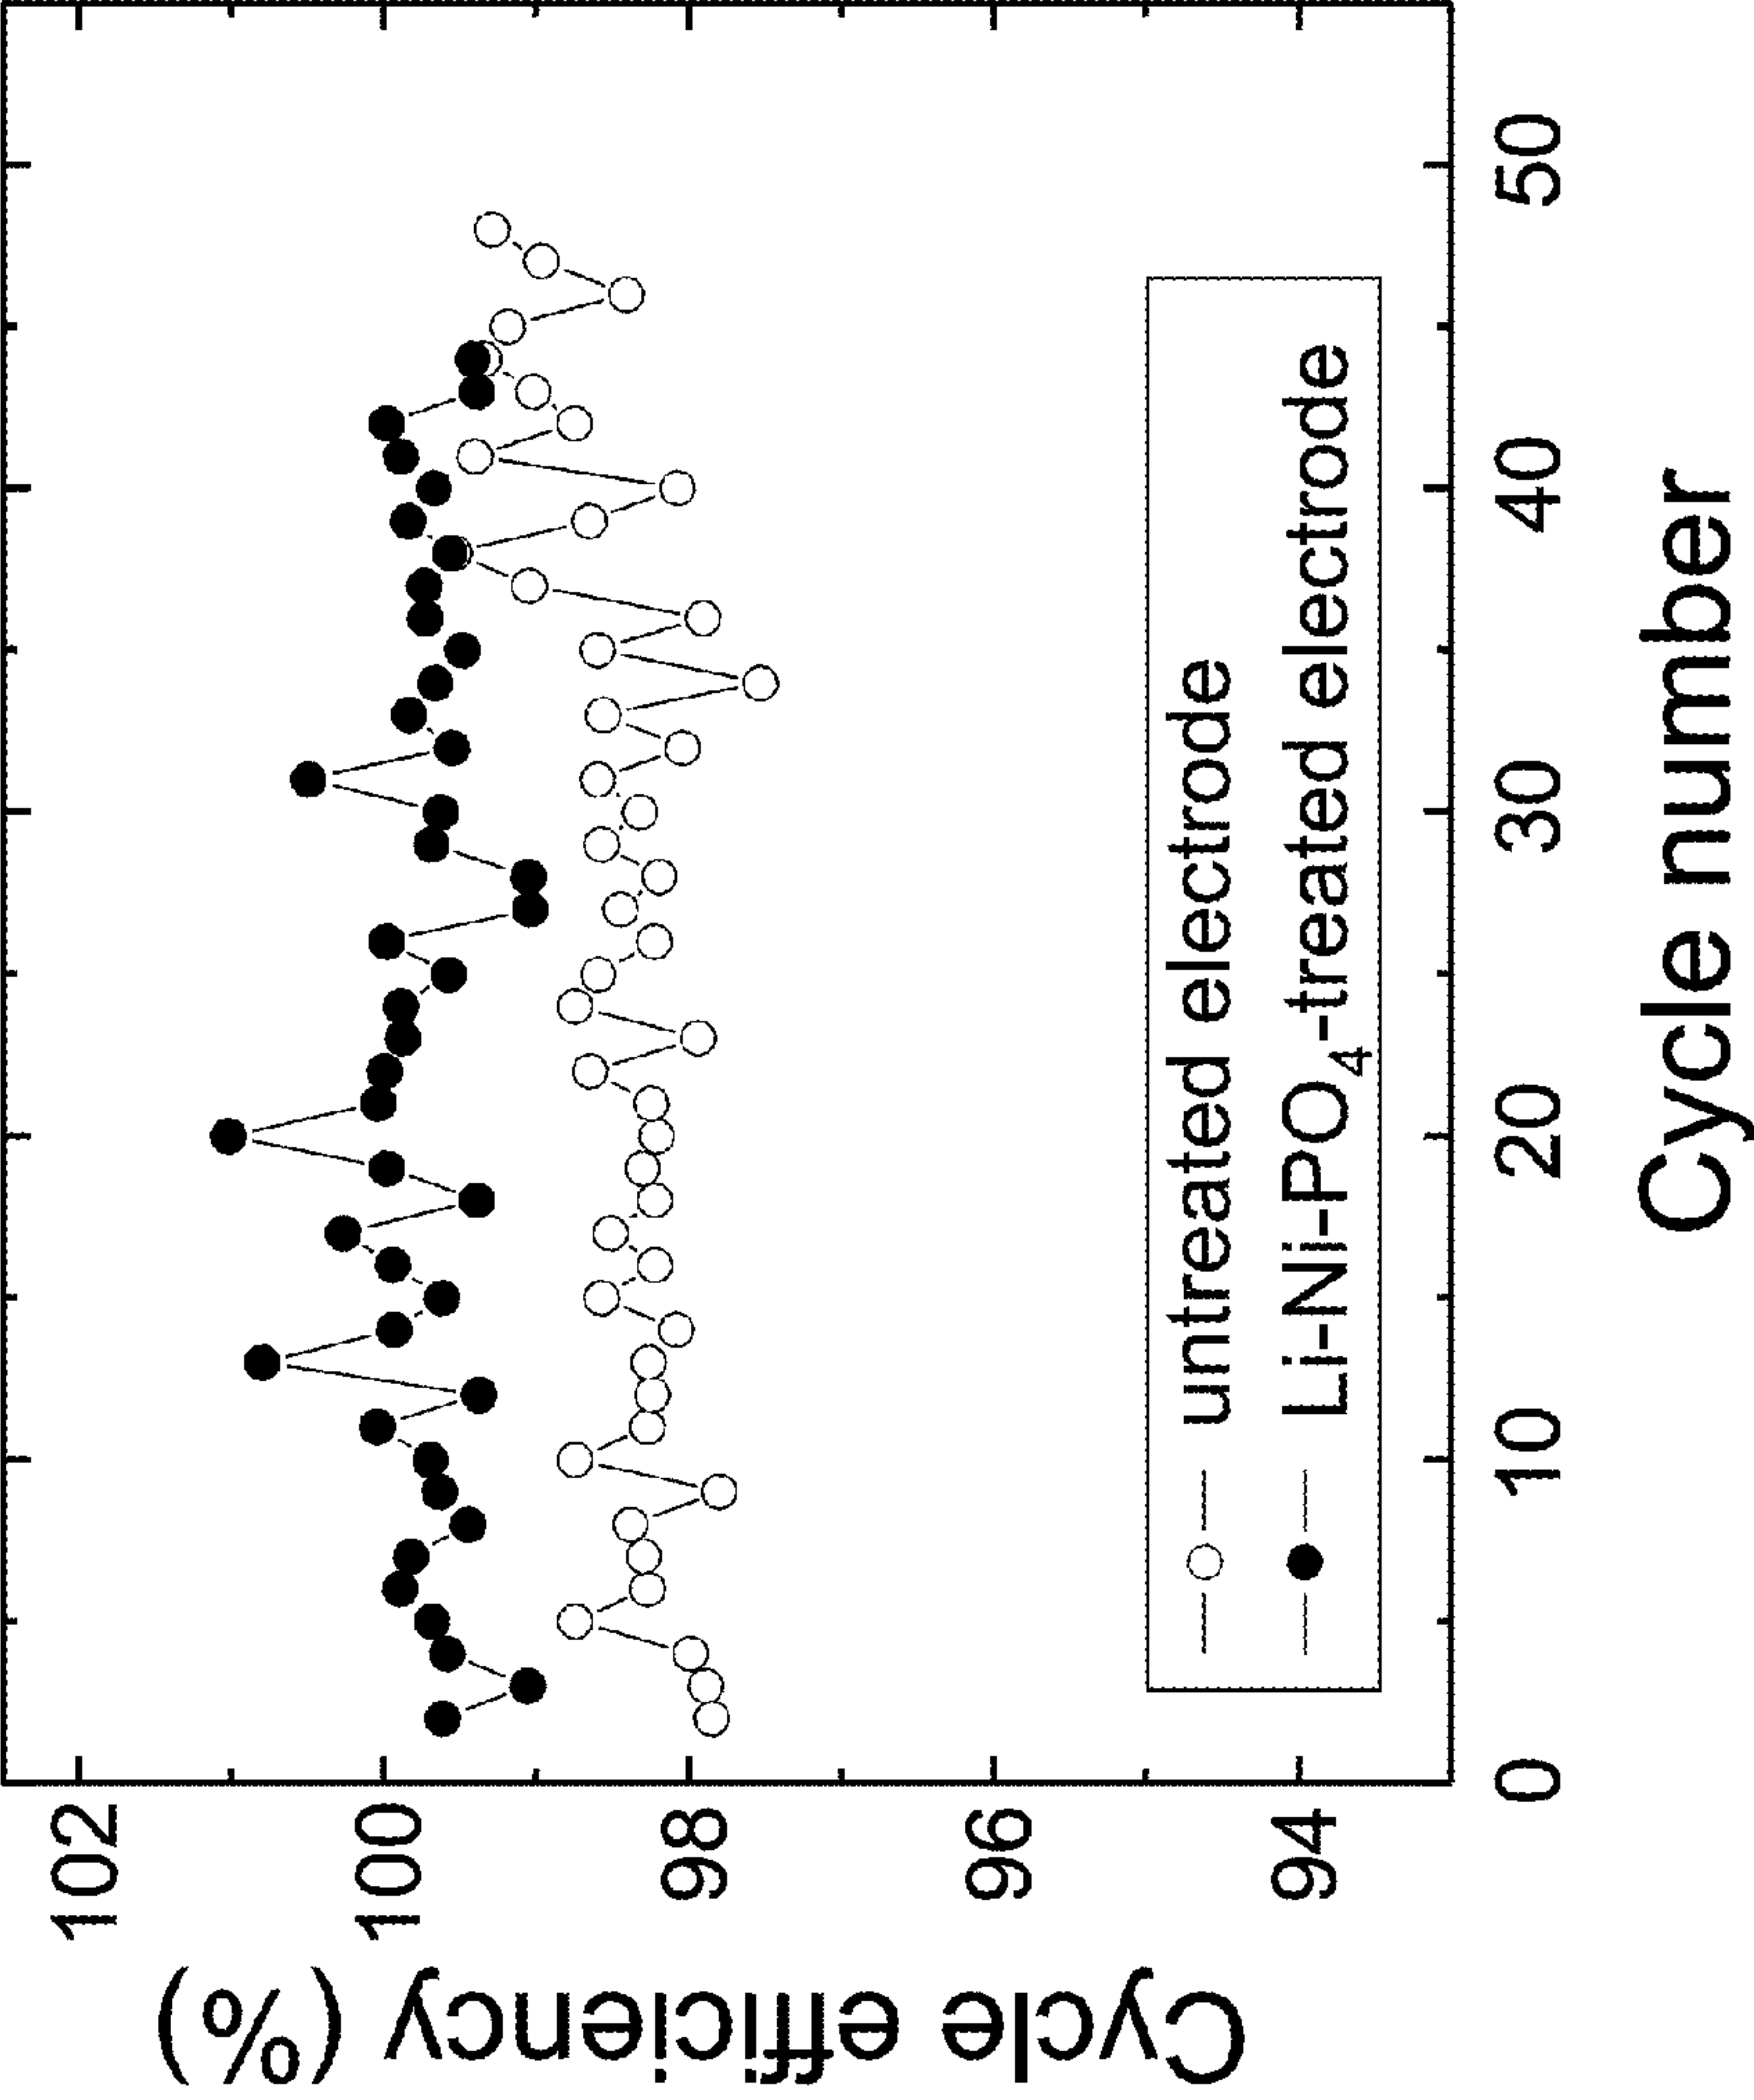 Cycle efficiency (%)
102
100
98
96
94
untreated electrode
Li-Ni-PO4-treated electrode
0 10 20 30 40 50
Cycle number